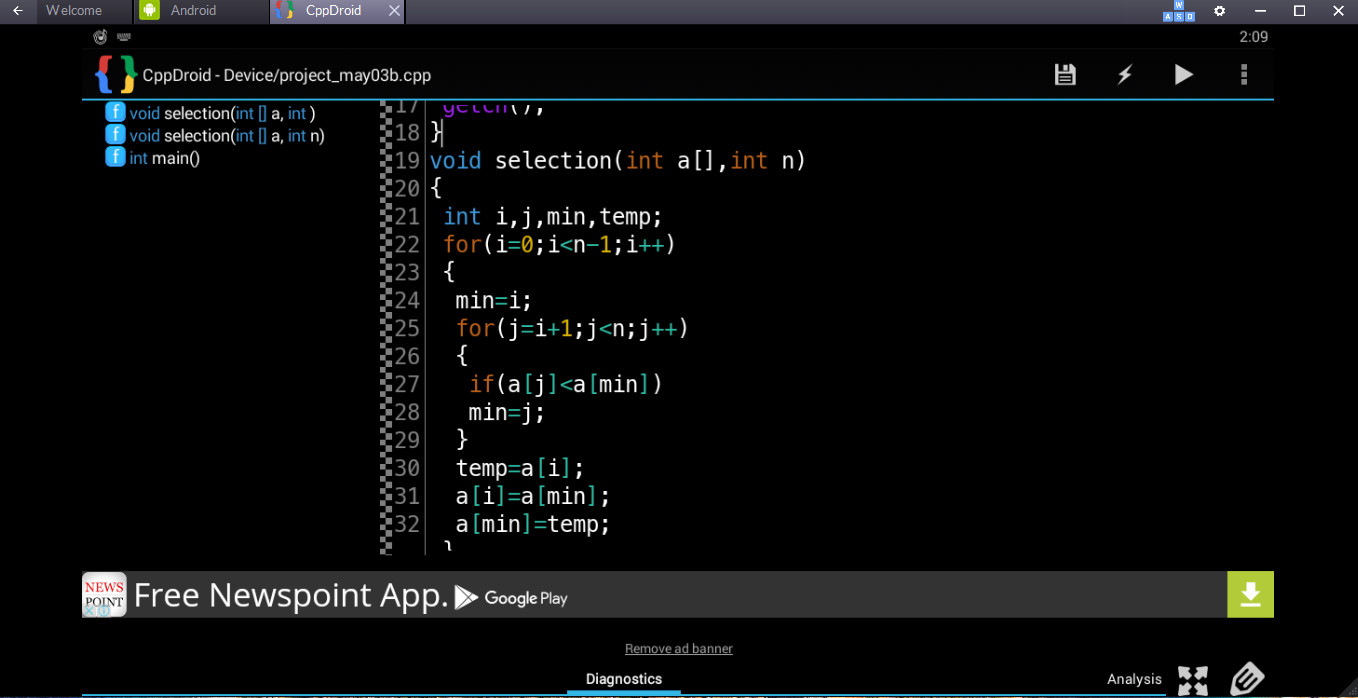 Welcome
Android
CppDroid
W
A S D
2:09
CppDroid - Device/project_may03b.cpp
f void selection(int [] a, int )
f void selection(int [] a, int n)
f int main()
17 getch();
18 }
19 void selection(int a[],int n)
20 {
21 int i,j,min,temp;
22 for(i=0;i<n-1;i++)
23 {
24 min=i;
25 for(j=i+1;j<n;j++)
26 {
27 if(a[j]<a[min])
28 min=j;
29 }
30 temp=a[i];
31 a[i]=a[min];
32 a[min]=temp;
}
NEWS
POINT
Free Newspoint App. Google Play
Remove ad banner
Diagnostics
Analysis